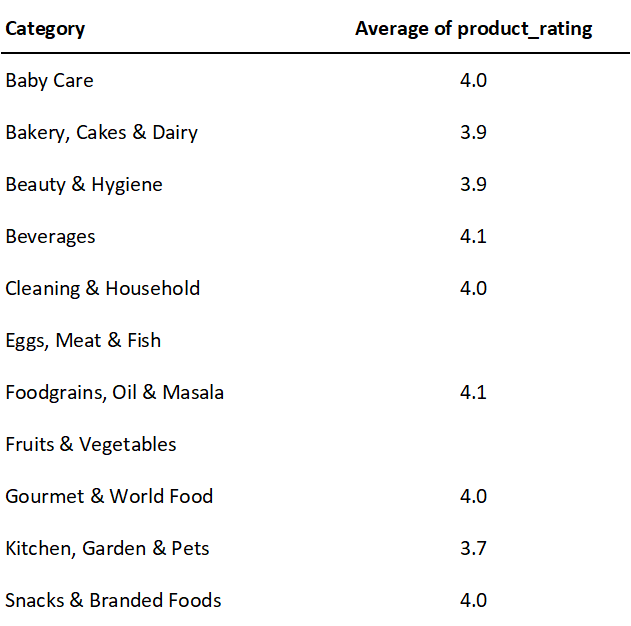 Category Average of product_rating
Baby Care 4.0
Bakery, Cakes & Dairy 3.9
Beauty & Hygiene 3.9
Beverages 4.1
Cleaning & Household 4.0
Eggs, Meat & Fish
Foodgrains, Oil & Masala 4.1
Fruits & Vegetables
Gourmet & World Food 4.0
Kitchen, Garden & Pets 3.7
Snacks & Branded Foods 4.0